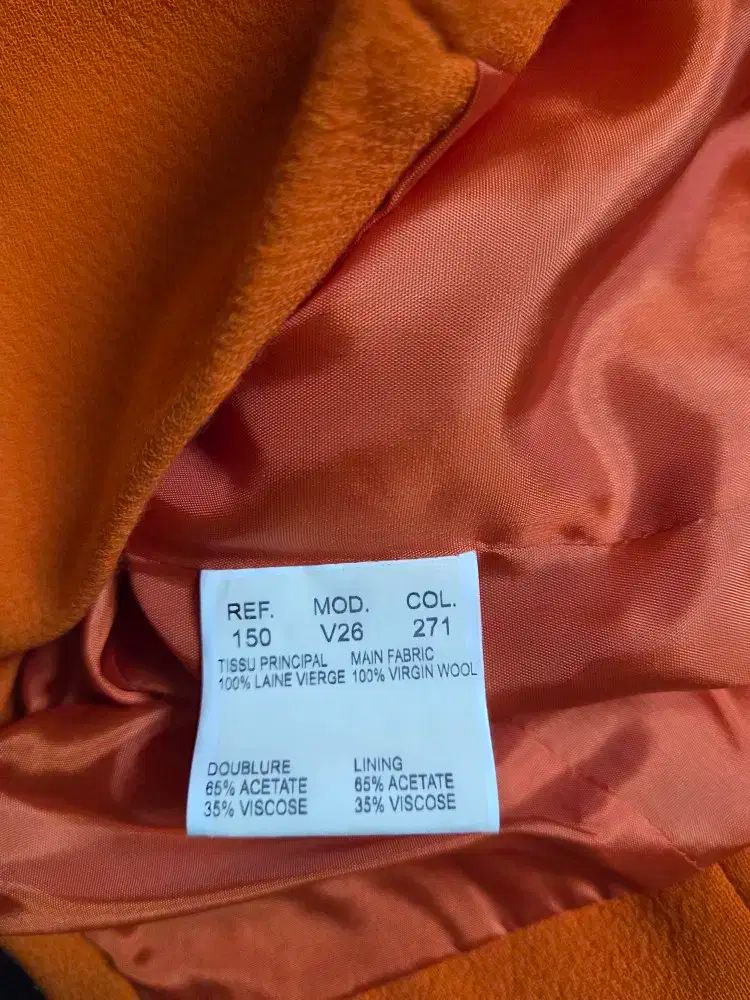 REF. MOD. COL.
150 V26 271
TISSU PRINCIPAL MAIN FABRIC
100% LAINE VIERGE 100% VIRGIN WOOL
DOUBLURE LINING
65% ACETATE 65% ACETATE
35% VISCOSE 35% VISCOSE